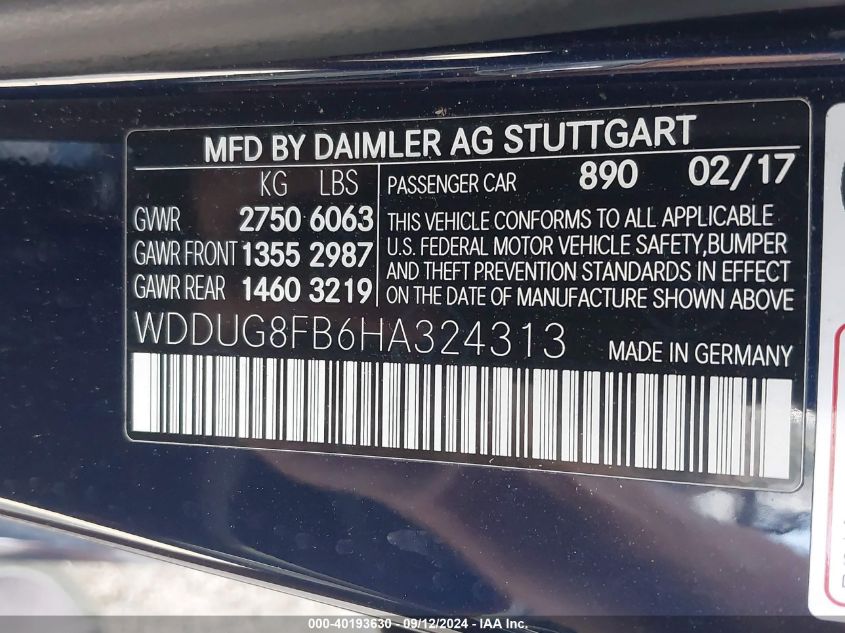 MFD BY DAIMLER AG STUTTGART
KG LBS
GVWR 2750 6063
GAWR FRONT 1355 2987
GAWR REAR 1460 3219
PASSENGER CAR 890 02/17
THIS VEHICLE CONFORMS TO ALL APPLICABLE
U.S. FEDERAL MOTOR VEHICLE SAFETY,BUMPER
AND THEFT PREVENTION STANDARDS IN EFFECT
ON THE DATE OF MANUFACTURE SHOWN ABOVE
WDDUG8FB6HA324313
MADE IN GERMANY
000-40193630 - 09/12/2024 - IAA Inc.